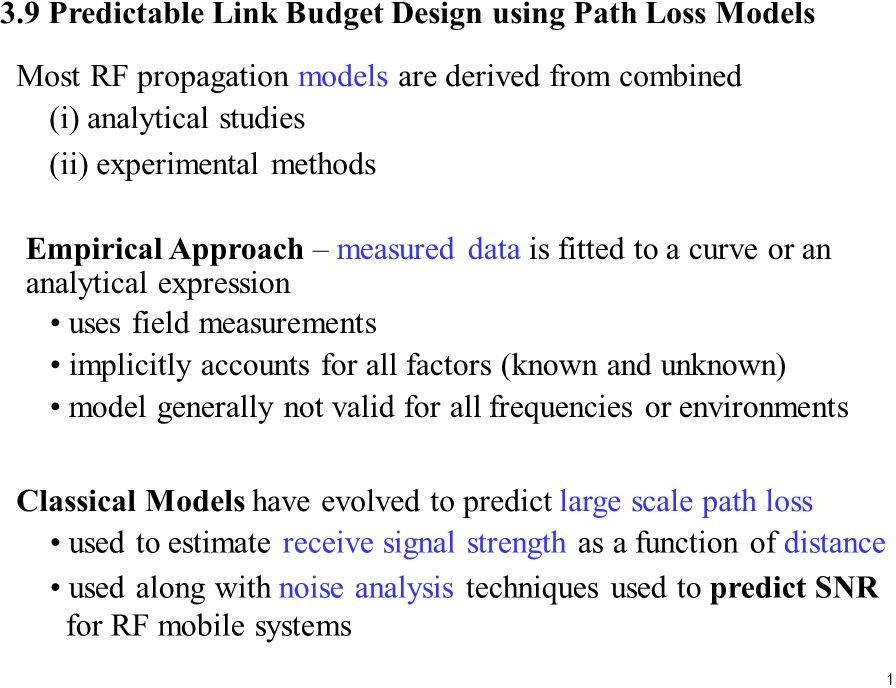 3.9 Predictable Link Budget Design using Path Loss Models
Most RF propagation models are derived from combined
(i) analytical studies
(ii) experimental methods
Empirical Approach – measured data is fitted to a curve or an
analytical expression
• uses field measurements
• implicitly accounts for all factors (known and unknown)
• model generally not valid for all frequencies or environments
Classical Models have evolved to predict large scale path loss
• used to estimate receive signal strength as a function of distance
• used along with noise analysis techniques used to predict SNR
for RF mobile systems
1